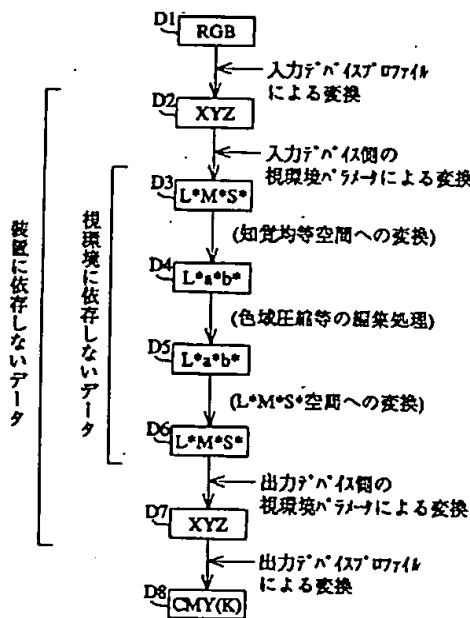 D1
RGB
入力デバイスプロファイル
による変換
D2
XYZ
入力デバイス側の
視環境パラメータによる変換
D3
L*M*S*
(知覚均等空間への変換)
D4
L*a*b*
(色域圧縮等の編集処理)
D5
L*a*b*
(L*M*S*空間への変換)
D6
L*M*S*
出力デバイス側の
視環境パラメータによる変換
D7
XYZ
出力デバイスプロファイル
による変換
D8
CMY(K)
視環境に依存しないデータ
装置に依存しないデータ